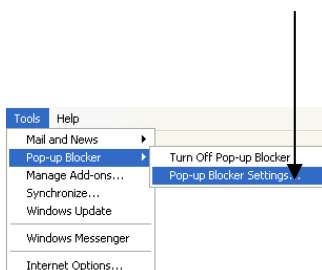 Tools Help
Mail and News
Pop-up Blocker Turn Off Pop-up Blocker
Manage Add-ons... Pop-up Blocker Settings...
Synchronize...
Windows Update
Windows Messenger
Internet Options...